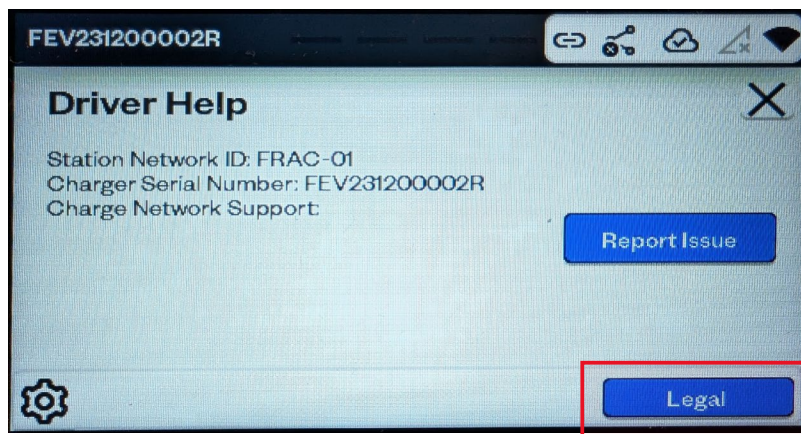 FEV231200002R
Driver Help
Station Network ID: FRAC-01
Charger Serial Number: FEV231200002R
Charge Network Support:
Report Issue
Legal